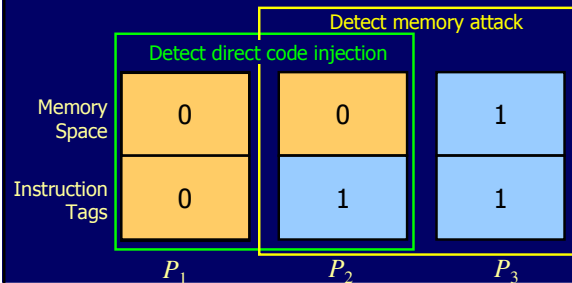 Detect memory attack
Detect direct code injection
Memory
Space
0
0
1
Instruction
Tags
0
1
1
P1
P2
P3